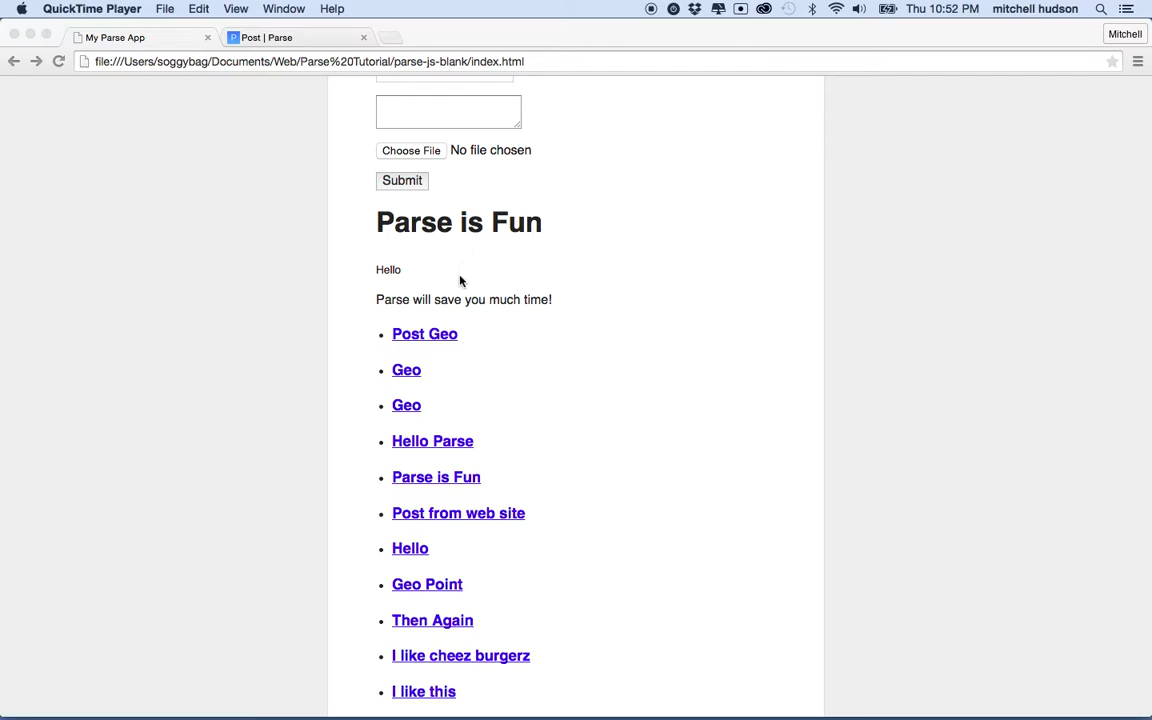 QuickTime Player File Edit View Window Help Thu 10:52 PM mitchell hudson
My Parse App Post | Parse Mitchell
file:///Users/soggybag/Documents/Web/Parse%20Tutorial/parse-js-blank/index.html
Choose File No file chosen
Submit
Parse is Fun
Hello
Parse will save you much time!
• Post Geo
• Geo
• Geo
• Hello Parse
• Parse is Fun
• Post from web site
• Hello
• Geo Point
• Then Again
• I like cheez burgerz
• I like this